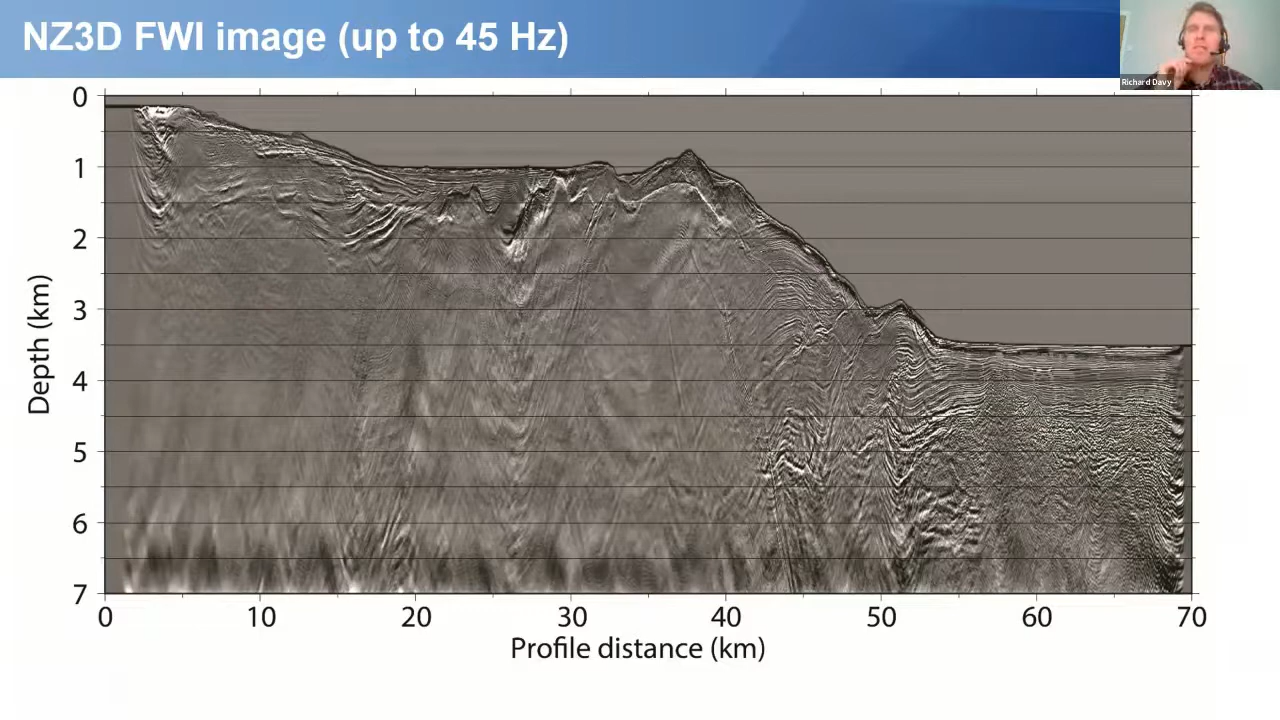 NZ3D FWI image (up to 45 Hz)
Richard Davy
0
1
2
3
4
5
6
7
Depth (km)
0 10 20 30 40 50 60 70
Profile distance (km)